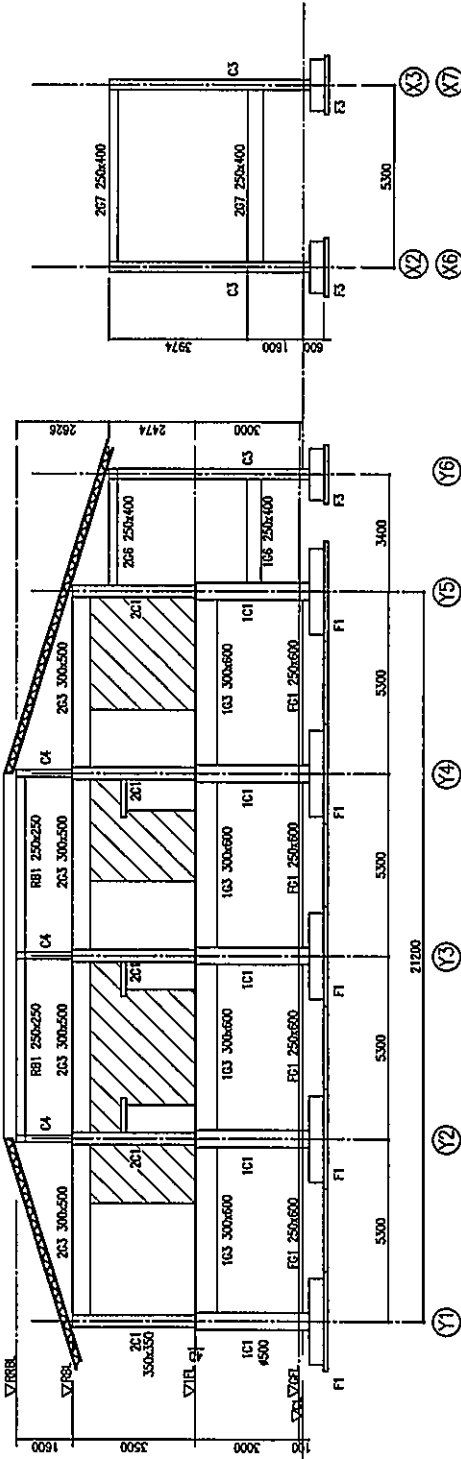 ▽RRBL
▽RSL
▽1FL
▽GFL
▽GL
1600
3500
3000
100
2626
2474
3000
C4
C4
C4
RB1 250x250
RB1 250x250
2G3 300x500
2G3 300x500
2G3 300x500
2G3 300x500
2C1
350x350
2C1
2C1
2C1
2C1
2G6 250x400
1G3 300x600
1G3 300x600
1G3 300x600
1G3 300x600
1G6 250x400
C3
1C1
1C1
1C1
1C1
1C1
FG1 250x600
FG1 250x600
FG1 250x600
FG1 250x600
F1
F1
F1
F1
F1
F3
5300
5300
5300
5300
3400
21200
Y1
Y2
Y3
Y4
Y5
Y6
2G7 250x400
2G7 250x400
C3
C3
3974
1600
600
F3
F3
5300
X2
X3
X6
X7